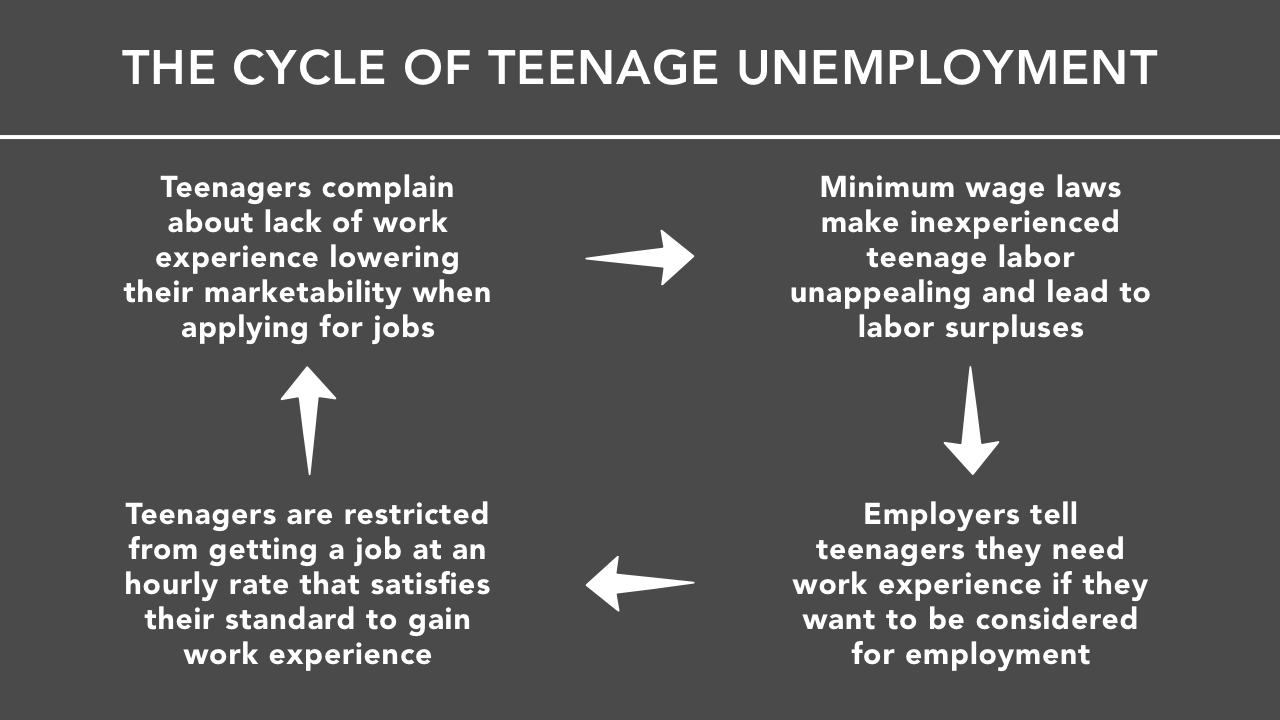 THE CYCLE OF TEENAGE UNEMPLOYMENT
Teenagers complain
about lack of work
experience lowering
their marketability when
applying for jobs
Minimum wage laws
make inexperienced
teenage labor
unappealing and lead to
labor surpluses
Employers tell
teenagers they need
work experience if they
want to be considered
for employment
Teenagers are restricted
from getting a job at an
hourly rate that satisfies
their standard to gain
work experience